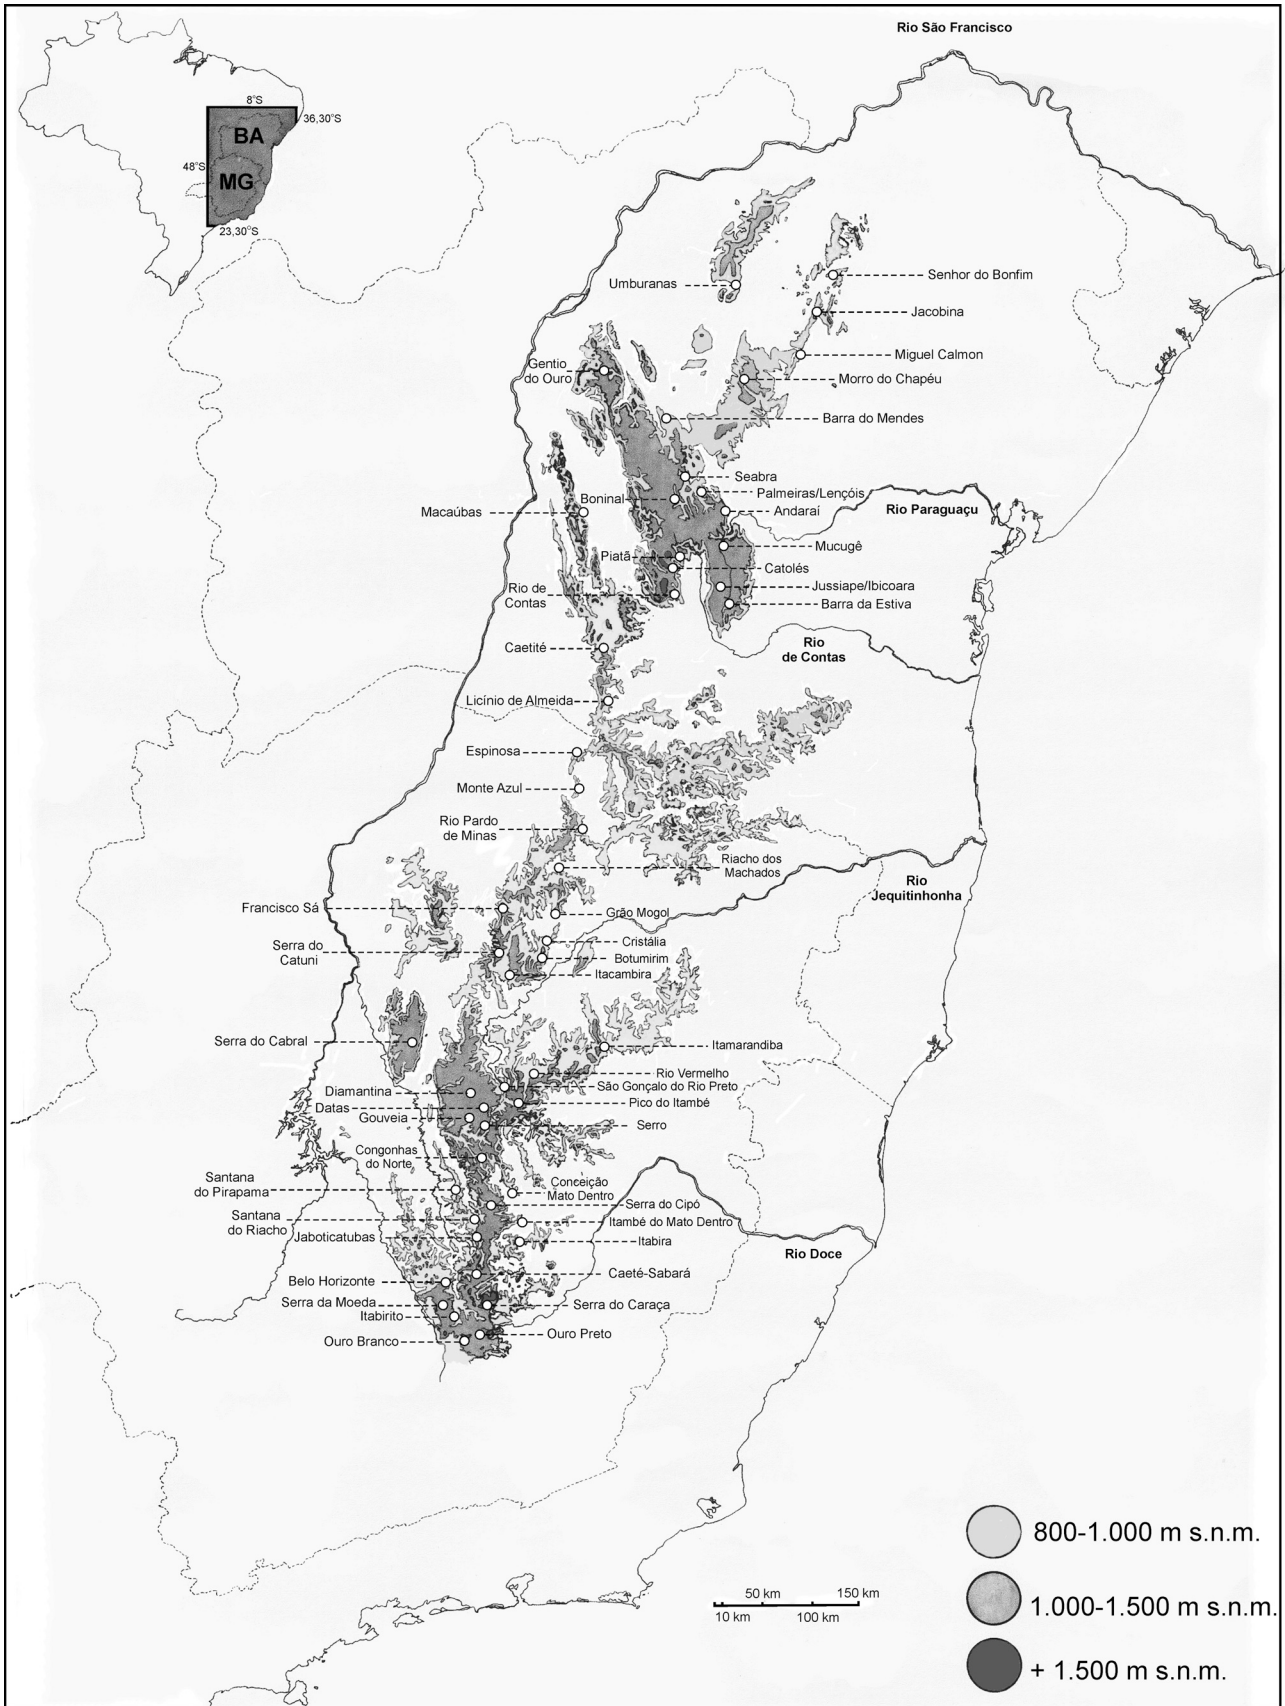 Rio São Francisco
8°S
36,30°S
BA
48°S
MG
23,30°S
Umburanas
Senhor do Bonfim
Jacobina
Miguel Calmon
Gentio
do Ouro
Morro do Chapéu
Barra do Mendes
Seabra
Palmeiras/Lençóis
Boninal
Andaraí
Rio Paraguaçu
Macaúbas
Mucugê
Piatã
Catolés
Rio de
Contas
Jussiape/Ibicoara
Barra da Estiva
Caetité
Rio
de Contas
Licínio de Almeida
Espinosa
Monte Azul
Rio Pardo
de Minas
Riacho dos
Machados
Rio
Jequitinhonha
Francisco Sá
Grão Mogol
Serra do
Catuni
Cristália
Botumirim
Itacambira
Serra do Cabral
Itamarandiba
Rio Vermelho
São Gonçalo do Rio Preto
Diamantina
Pico do Itambé
Datas
Gouveia
Serro
Congonhas
do Norte
Santana
do Pirapama
Conceição
Mato Dentro
Serra do Cipó
Santana
do Riacho
Itambé do Mato Dentro
Jaboticatubas
Itabira
Rio Doce
Belo Horizonte
Caeté-Sabará
Serra da Moeda
Serra do Caraça
Itabirito
Ouro Branco
Ouro Preto
800-1.000 m s.n.m.
50 km
150 km
10 km
100 km
1.000-1.500 m s.n.m.
+ 1.500 m s.n.m.